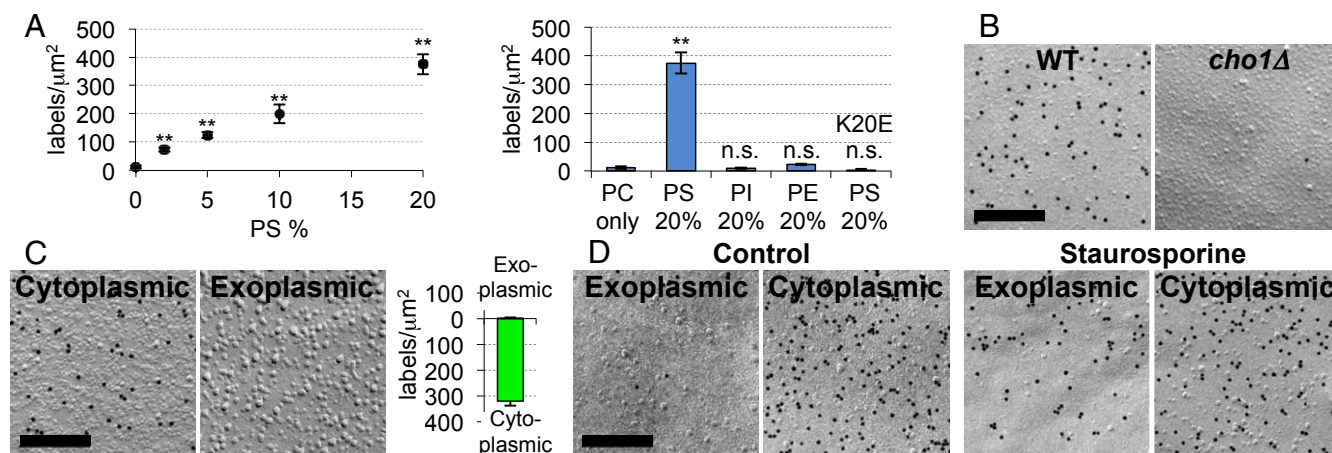 A
labels/μm²
500
400
300
200
100
0
**
**
**
**
0 5 10 15 20
PS %
labels/μm²
500
400
300
200
100
0
**
n.s.
n.s.
K20E
n.s.
PC PS PI PE PS
only 20% 20% 20% 20%
B
WT
cho1Δ
C
Cytoplasmic
Exoplasmic
labels/μm²
100
0
100
200
300
400
Exo-
plasmic
Cyto-
plasmic
D
Control
Exoplasmic
Cytoplasmic
Staurosporine
Exoplasmic
Cytoplasmic